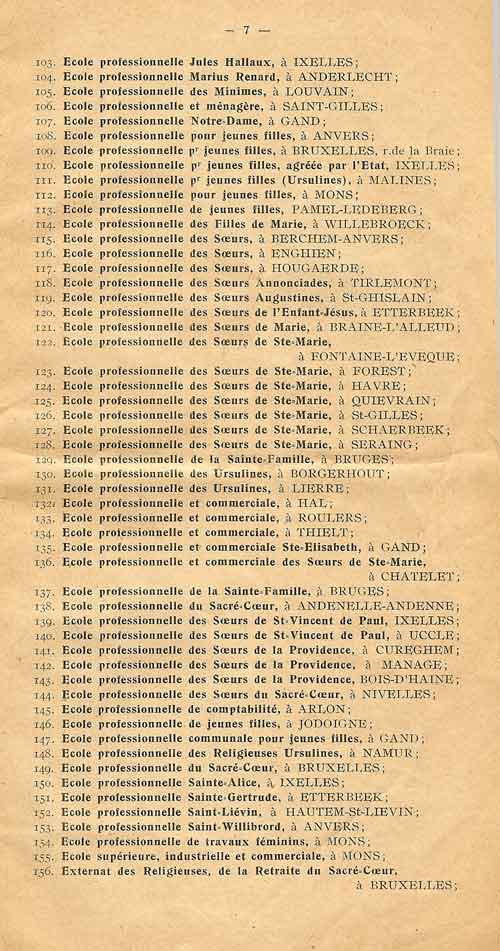 — 7 —
103. Ecole professionnelle Jules Hallaux, à IXELLES;
104. Ecole professionnelle Marius Renard, à ANDERLECHT;
105. Ecole professionnelle des Minimes, à LOUVAIN;
106. Ecole professionnelle et ménagère, à SAINT-GILLES;
107. Ecole professionnelle Notre-Dame, à GAND;
108. Ecole professionnelle pour jeunes filles, à ANVERS;
109. Ecole professionnelle pr jeunes filles, à BRUXELLES, r.de la Braie;
110. Ecole professionnelle pr jeunes filles, agréée par l'Etat, IXELLES;
111. Ecole professionnelle pr jeunes filles (Ursulines), à MALINES;
112. Ecole professionnelle pour jeunes filles, à MONS;
113. Ecole professionnelle de jeunes filles, PAMEL-LEDEBERG;
114. Ecole professionnelle des Filles de Marie, à WILLEBROECK;
115. Ecole professionnelle des Sœurs, à BERCHEM-ANVERS;
116. Ecole professionnelle des Sœurs, à ENGHIEN;
117. Ecole professionnelle des Sœurs, à HOUGAERDE;
118. Ecole professionnelle des Sœurs Annonciades, à TIRLEMONT;
119. Ecole professionnelle des Sœurs Augustines, à St-GHISLAIN;
120. Ecole professionnelle des Sœurs de l'Enfant-Jésus, à ETTERBEEK;
121. Ecole professionnelle des Sœurs de Marie, à BRAINE-L'ALLEUD;
122. Ecole professionnelle des Sœurs de Ste-Marie,
à FONTAINE-L'EVEQUE;
123. Ecole professionnelle des Sœurs de Ste-Marie, à FOREST;
124. Ecole professionnelle des Sœurs de Ste-Marie, à HAVRE;
125. Ecole professionnelle des Sœurs de Ste-Marie, à QUIEVRAIN;
126. Ecole professionnelle des Sœurs de Ste-Marie, à St-GILLES;
127. Ecole professionnelle des Sœurs de Ste-Marie, à SCHAERBEEK;
128. Ecole professionnelle des Sœurs de Ste-Marie, à SERAING;
129. Ecole professionnelle de la Sainte-Famille, à BRUGES;
130. Ecole professionnelle des Ursulines, à BORGERHOUT;
131. Ecole professionnelle des Ursulines, à LIERRE;
132. Ecole professionnelle et commerciale, à HAL;
133. Ecole professionnelle et commerciale, à ROULERS;
134. Ecole professionnelle et commerciale, à THIELT;
135. Ecole professionnelle et commerciale Ste-Elisabeth, à GAND;
136. Ecole professionnelle et commerciale des Sœurs de Ste-Marie,
à CHATELET;
137. Ecole professionnelle de la Sainte-Famille, à BRUGES;
138. Ecole professionnelle du Sacré-Cœur, à ANDENELLE-ANDENNE;
139. Ecole professionnelle des Sœurs de St-Vincent de Paul, IXELLES;
140. Ecole professionnelle des Sœurs de St-Vincent de Paul, à UCCLE;
141. Ecole professionnelle des Sœurs de la Providence, à CUREGHEM;
142. Ecole professionnelle des Sœurs de la Providence, à MANAGE;
143. Ecole professionnelle des Sœurs de la Providence, BOIS-D'HAINE;
144. Ecole professionnelle des Sœurs du Sacré-Cœur, à NIVELLES;
145. Ecole professionnelle de comptabilité, à ARLON;
146. Ecole professionnelle de jeunes filles, à JODOIGNE;
147. Ecole professionnelle communale pour jeunes filles, à GAND;
148. Ecole professionnelle des Religieuses Ursulines, à NAMUR;
149. Ecole professionnelle du Sacré-Cœur, à BRUXELLES;
150. Ecole professionnelle Sainte-Alice, à IXELLES;
151. Ecole professionnelle Sainte-Gertrude, à ETTERBEEK;
152. Ecole professionnelle Saint-Liévin, à HAUTEM-St-LIEVIN;
153. Ecole professionnelle Saint-Willibrord, à ANVERS;
154. Ecole professionnelle de travaux féminins, à MONS;
155. Ecole supérieure, industrielle et commerciale, à MONS;
156. Externat des Religieuses, de la Retraite du Sacré-Cœur,
à BRUXELLES;